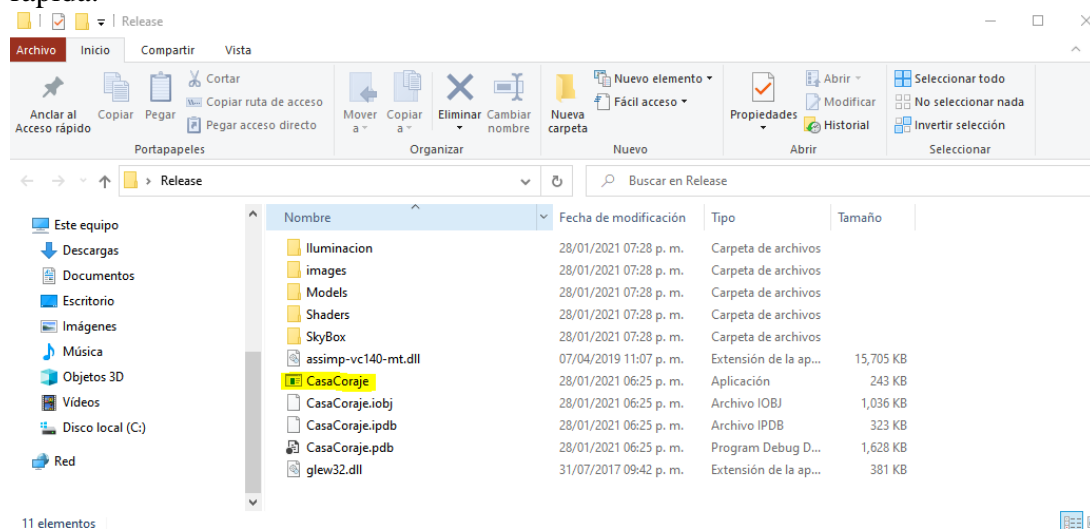 rápida.
Release
Archivo Inicio Compartir Vista
Anclar al Acceso rápido
Copiar
Pegar
Cortar
Copiar ruta de acceso
Pegar acceso directo
Portapapeles
Mover a
Copiar a
Eliminar
Cambiar nombre
Organizar
Nueva carpeta
Nuevo elemento
Fácil acceso
Nuevo
Propiedades
Abrir
Modificar
Historial
Abrir
Seleccionar todo
No seleccionar nada
Invertir selección
Seleccionar
Release
Buscar en Release
Este equipo
Descargas
Documentos
Escritorio
Imágenes
Música
Objetos 3D
Vídeos
Disco local (C:)
Red
Nombre Fecha de modificación Tipo Tamaño
Iluminacion 28/01/2021 07:28 p. m. Carpeta de archivos
images 28/01/2021 07:28 p. m. Carpeta de archivos
Models 28/01/2021 07:28 p. m. Carpeta de archivos
Shaders 28/01/2021 07:28 p. m. Carpeta de archivos
SkyBox 28/01/2021 07:28 p. m. Carpeta de archivos
assimp-vc140-mt.dll 07/04/2019 11:07 p. m. Extensión de la ap... 15,705 KB
CasaCoraje 28/01/2021 06:25 p. m. Aplicación 243 KB
CasaCoraje.iobj 28/01/2021 06:25 p. m. Archivo IOBJ 1,036 KB
CasaCoraje.ipdb 28/01/2021 06:25 p. m. Archivo IPDB 323 KB
CasaCoraje.pdb 28/01/2021 06:25 p. m. Program Debug D... 1,628 KB
glew32.dll 31/07/2017 09:42 p. m. Extensión de la ap... 381 KB
11 elementos